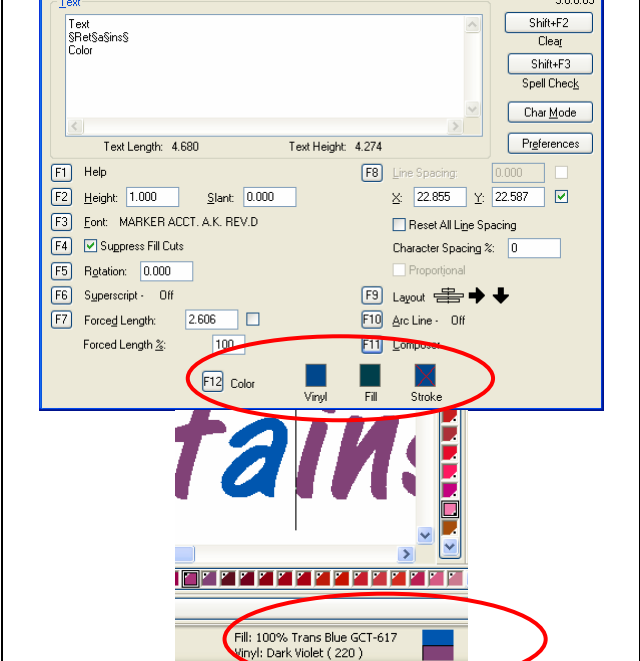 Text
Text
§Ret§a§ins§
Color
Shift+F2
Clear
Shift+F3
Spell Check
Char Mode
Preferences
Text Length: 4.680 Text Height: 4.274
F1 Help
F8 Line Spacing: 0.000
F2 Height: 1.000 Slant: 0.000
X: 22.855 Y: 22.587
F3 Font: MARKER ACCT. A.K. REV.D
Reset All Line Spacing
F4 Suppress Fill Cuts
Character Spacing %: 0
F5 Rotation: 0.000
Proportional
F6 Superscript - Off
F9 Layout
F7 Forced Length: 2.606
F10 Arc Line - Off
Forced Length %: 100
F11 Composer
F12 Color
Vinyl Fill Stroke
tains
Fill: 100% Trans Blue GCT-617
Vinyl: Dark Violet ( 220 )